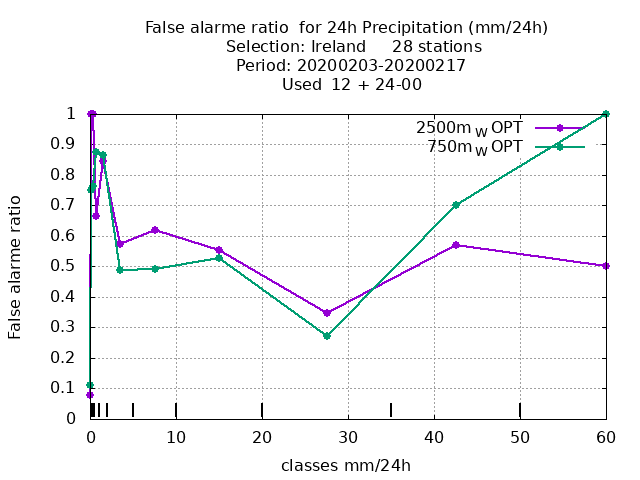 False alarme ratio  for 24h Precipitation (mm/24h)
Selection: Ireland     28 stations
Period: 20200203-20200217
Used  12 + 24-00
2500m W OPT
750m W OPT
False alarme ratio
1
0.9
0.8
0.7
0.6
0.5
0.4
0.3
0.2
0.1
0
0 10 20 30 40 50 60
classes mm/24h